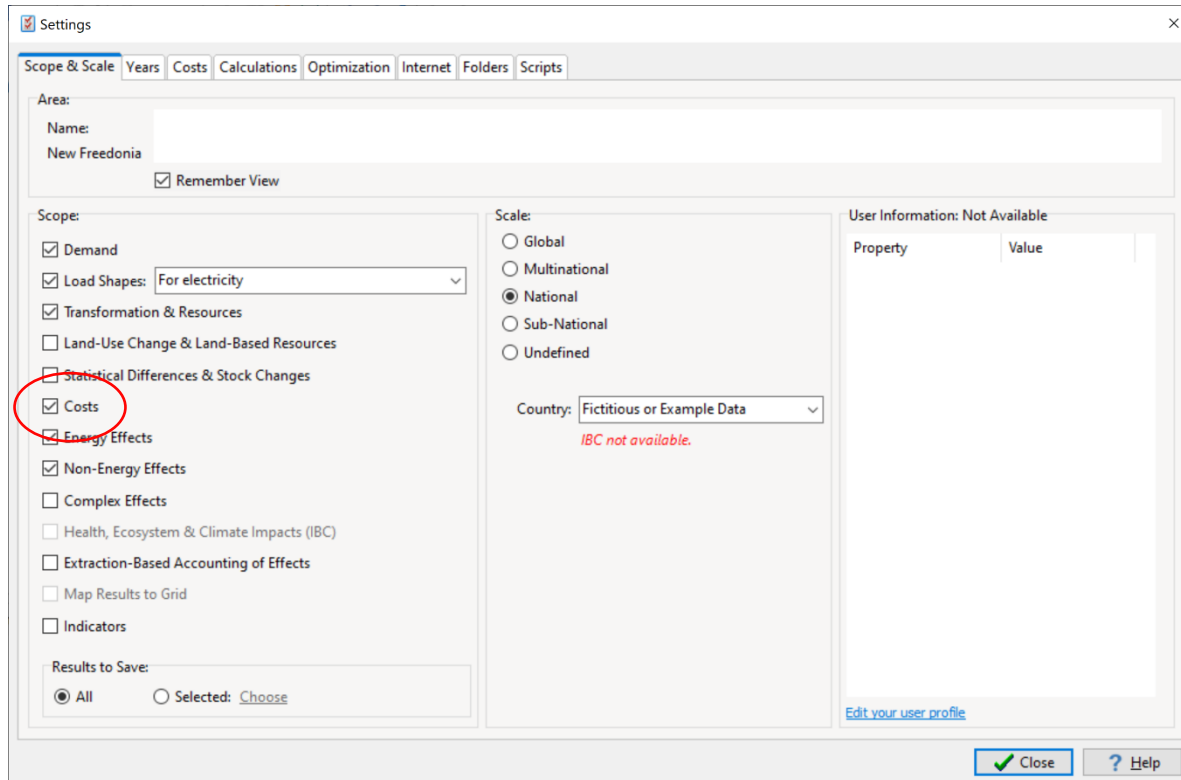 Settings
Scope & Scale Years Costs Calculations Optimization Internet Folders Scripts
Area:
Name:
New Freedonia
Remember View
Scope:
Demand
Load Shapes: For electricity
Transformation & Resources
Land-Use Change & Land-Based Resources
Statistical Differences & Stock Changes
Costs
Energy Effects
Non-Energy Effects
Complex Effects
Health, Ecosystem & Climate Impacts (IBC)
Extraction-Based Accounting of Effects
Map Results to Grid
Indicators
Results to Save:
All Selected: Choose
Scale:
Global
Multinational
National
Sub-National
Undefined
Country: Fictitious or Example Data
IBC not available.
User Information: Not Available
Property Value
Edit your user profile
Close ? Help